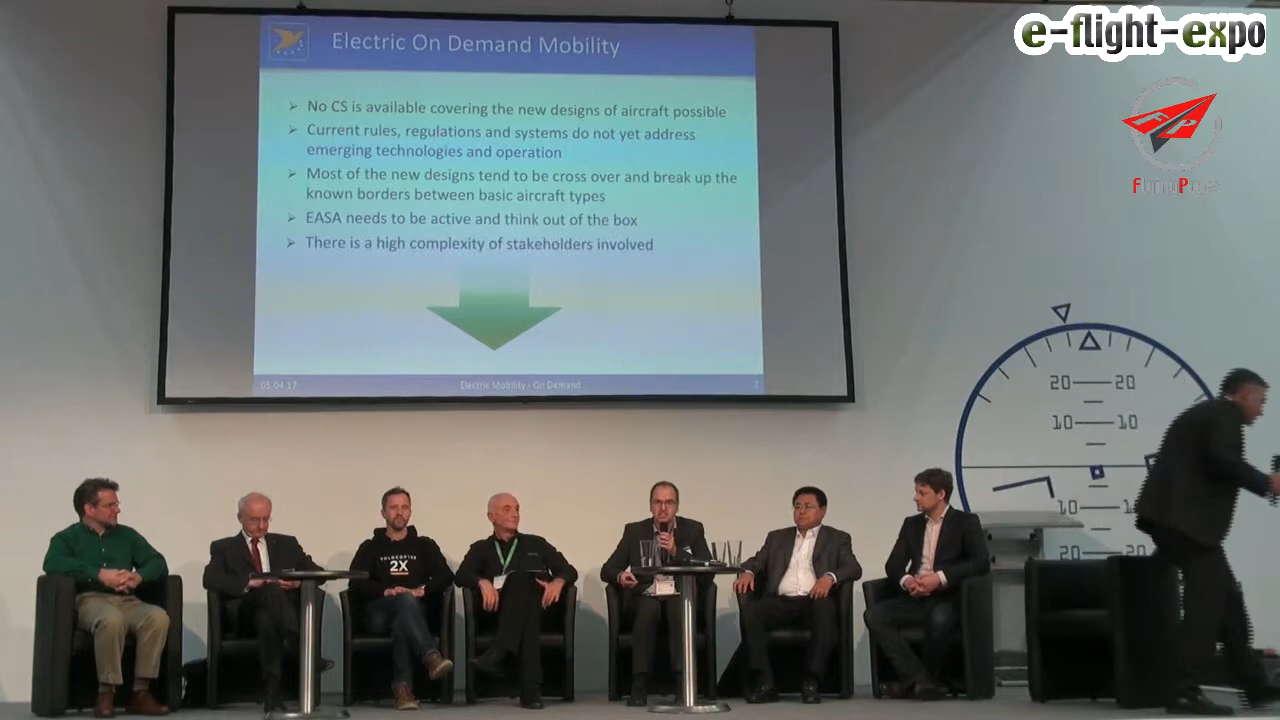 e-flight-expo
FP
Electric On Demand Mobility
No CS is available covering the new designs of aircraft possible
Current rules, regulations and systems do not yet address
emerging technologies and operation
Most of the new designs tend to be cross over and break up the
known borders between basic aircraft types
EASA needs to be active and think out of the box
There is a high complexity of stakeholders involved
05.04.17 Electric Mobility - On Demand
20 20
10 10
10 1
20 20
VOLOCOPTER
2X